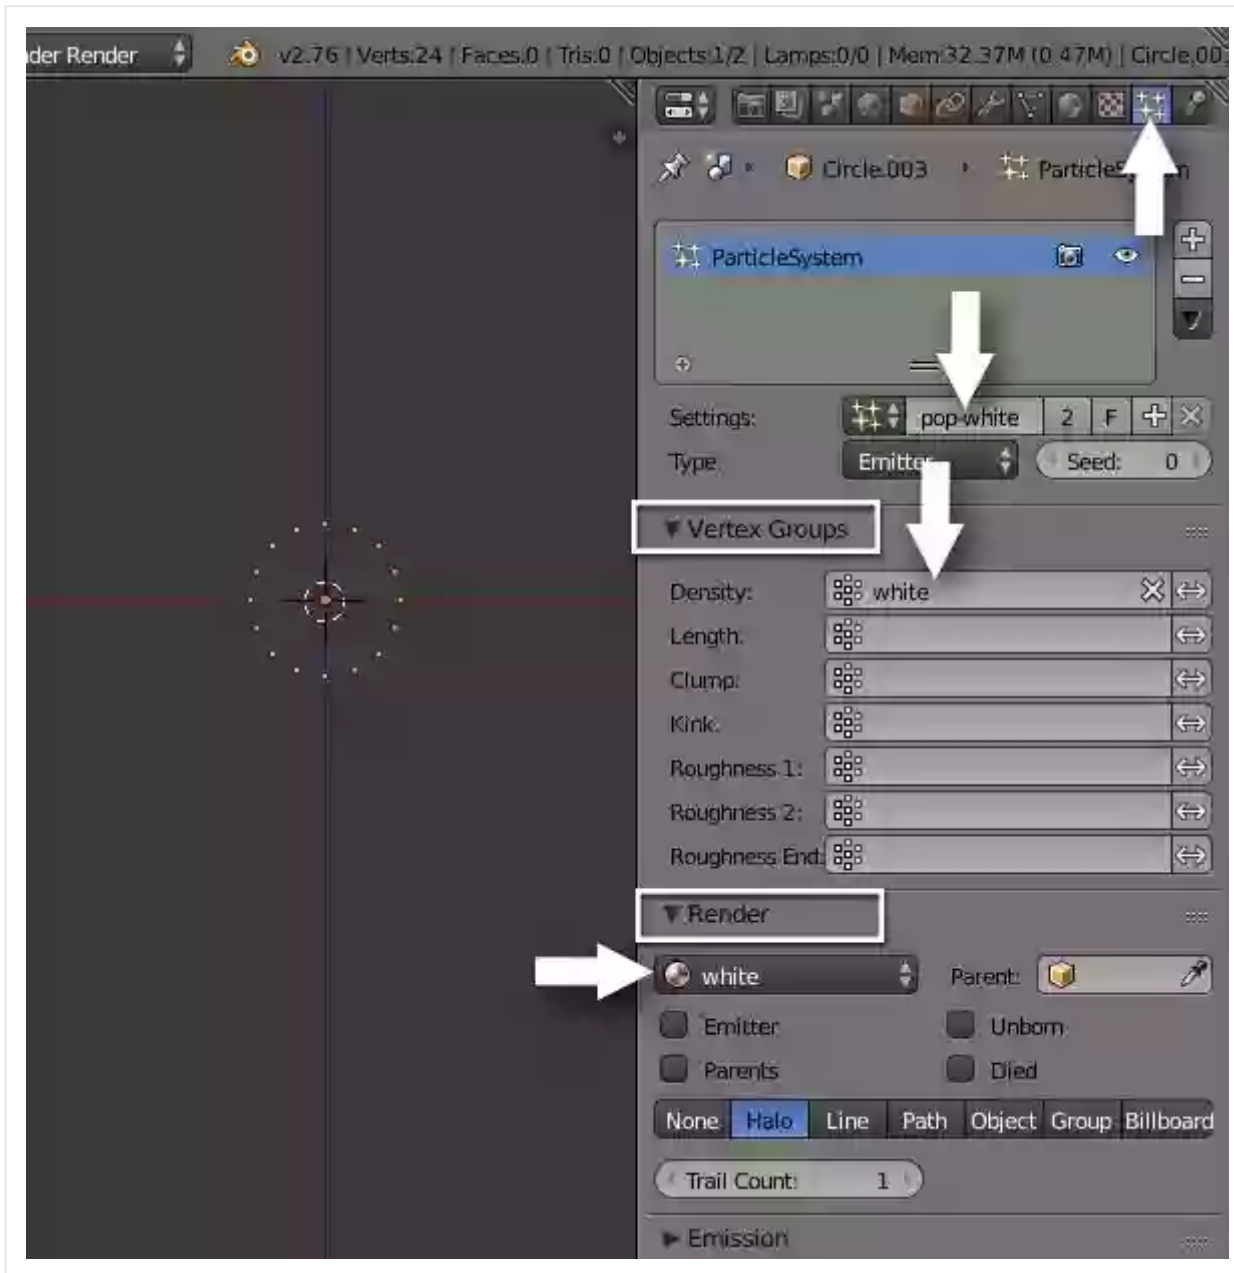 der Render
v2.76 | Verts:24 | Faces:0 | Tris:0 | Objects:1/2 | Lamps:0/0 | Mem:32.37M (0.47M) | Circle.00
Circle.003
ParticleSystem
Settings: pop-white 2 F
Type: Emitter Seed: 0
Vertex Groups
Density: white
Length:
Clump:
Kink:
Roughness 1:
Roughness 2:
Roughness End:
Render
white Parent:
Emitter Unborn
Parents Died
None Halo Line Path Object Group Billboard
Trail Count: 1
Emission